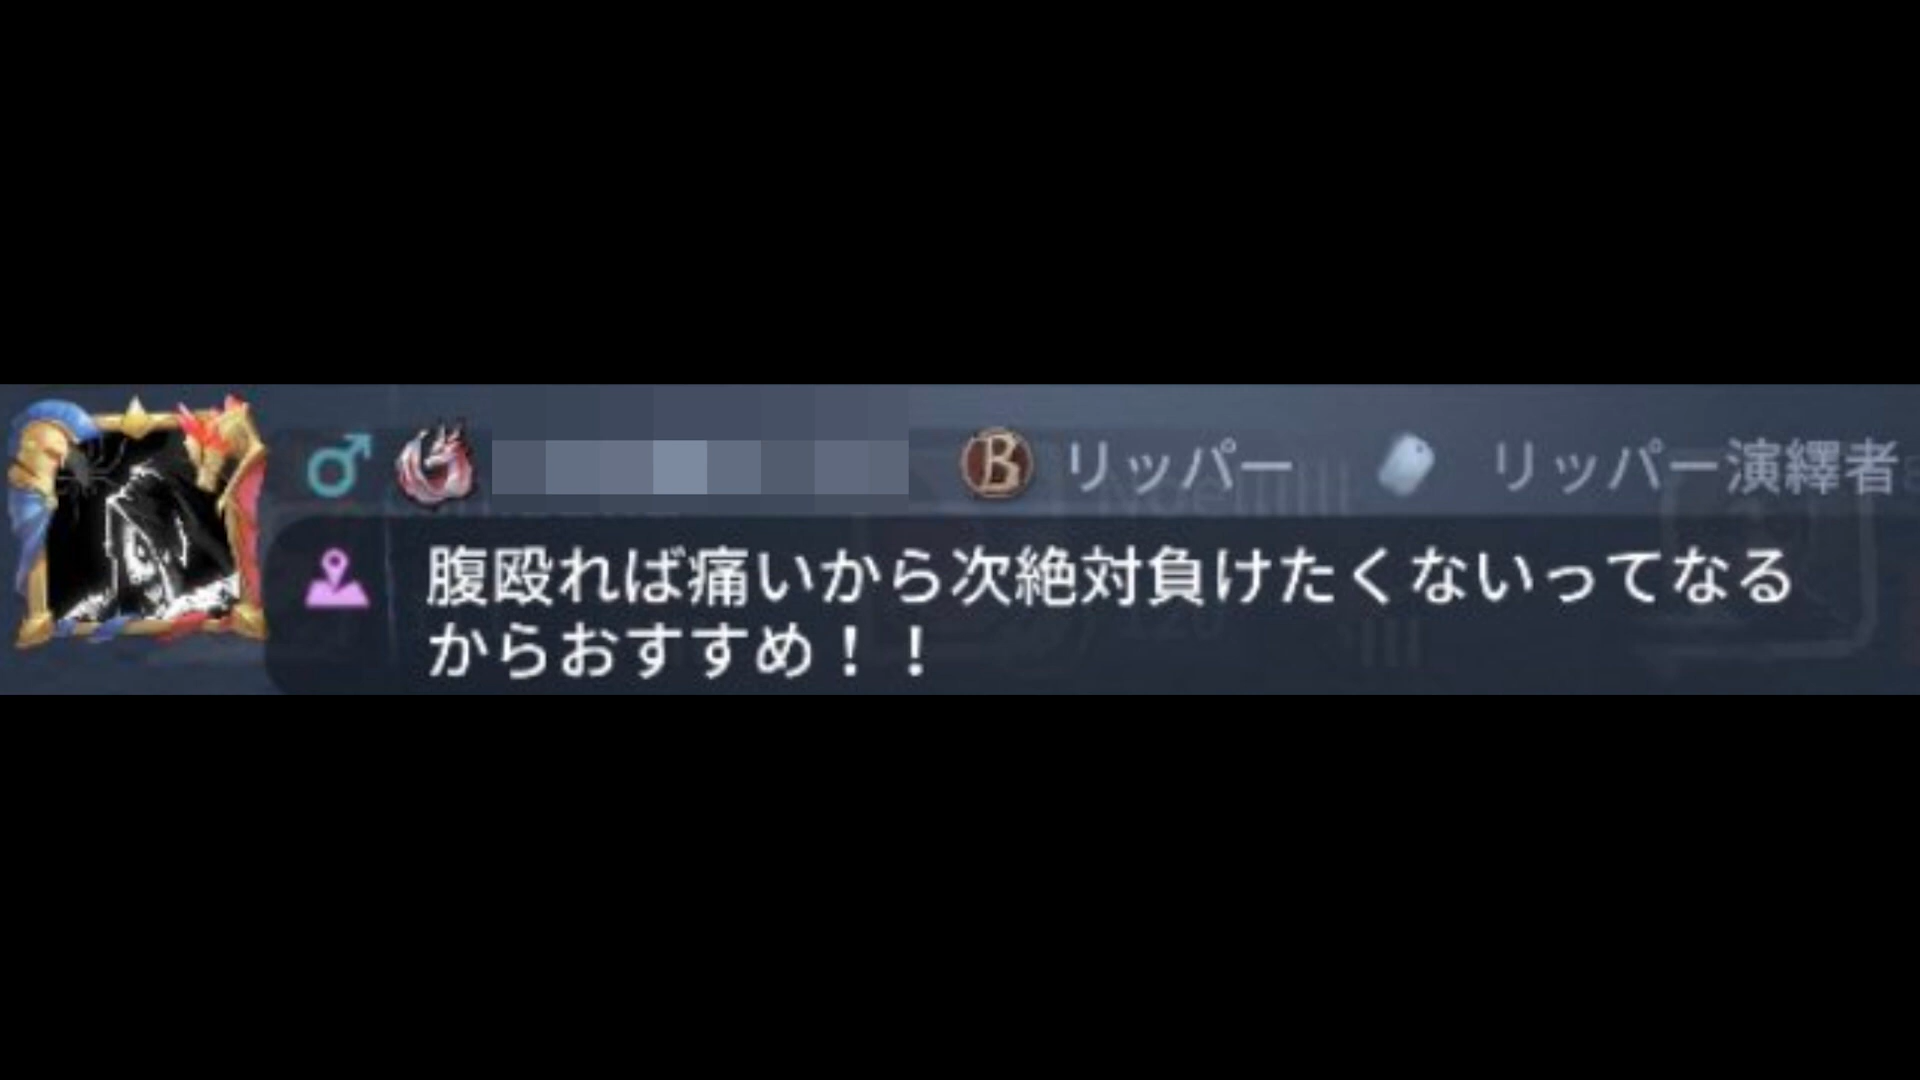 リッパー リッパー演繹者
腹殴れば痛いから次絶対負けたくないってなる
からおすすめ！！